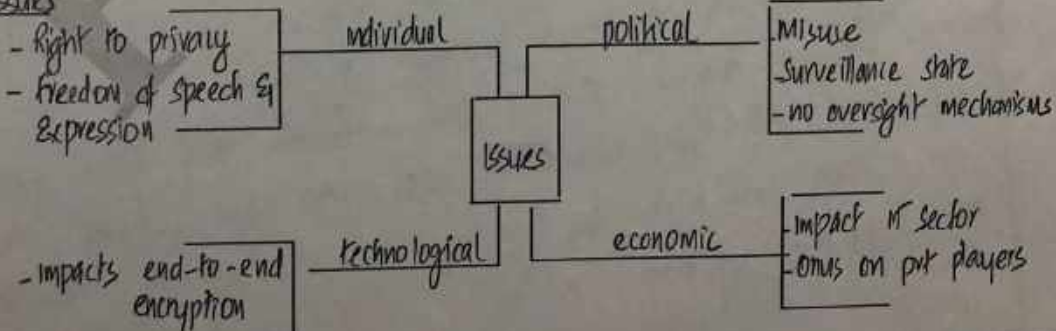 Issues
- Right to privacy
- freedom of speech &
Expression
individual
political
- Misuse
- Surveillance state
- no oversight mechanisms
Issues
- Impacts end-to-end
encryption
technological
economic
- impact IT sector
- onus on pvt players